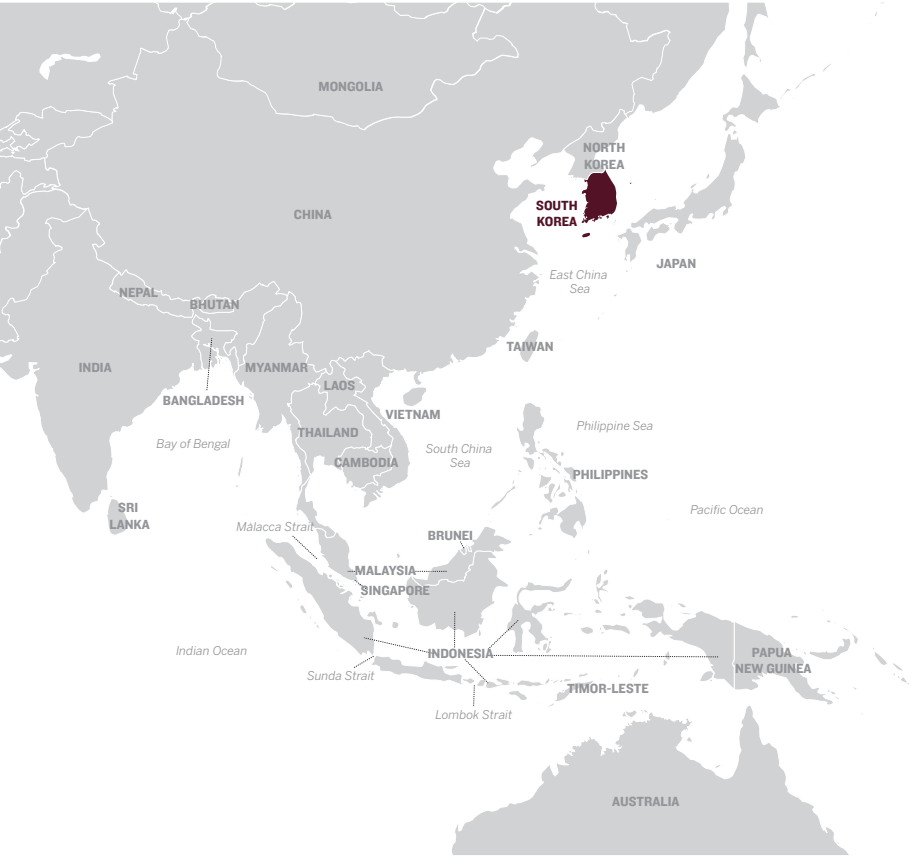 MONGOLIA
NORTH
KOREA
SOUTH
KOREA
CHINA
JAPAN
East China
Sea
NEPAL
BHUTAN
TAIWAN
INDIA
MYANMAR
LAOS
BANGLADESH
VIETNAM
Philippine Sea
THAILAND
Bay of Bengal
South China
Sea
CAMBODIA
PHILIPPINES
SRI
LANKA
Pacific Ocean
Malacca Strait
BRUNEI
MALAYSIA
SINGAPORE
Indian Ocean
INDONESIA
PAPUA
NEW GUINEA
Sunda Strait
TIMOR-LESTE
Lombok Strait
AUSTRALIA